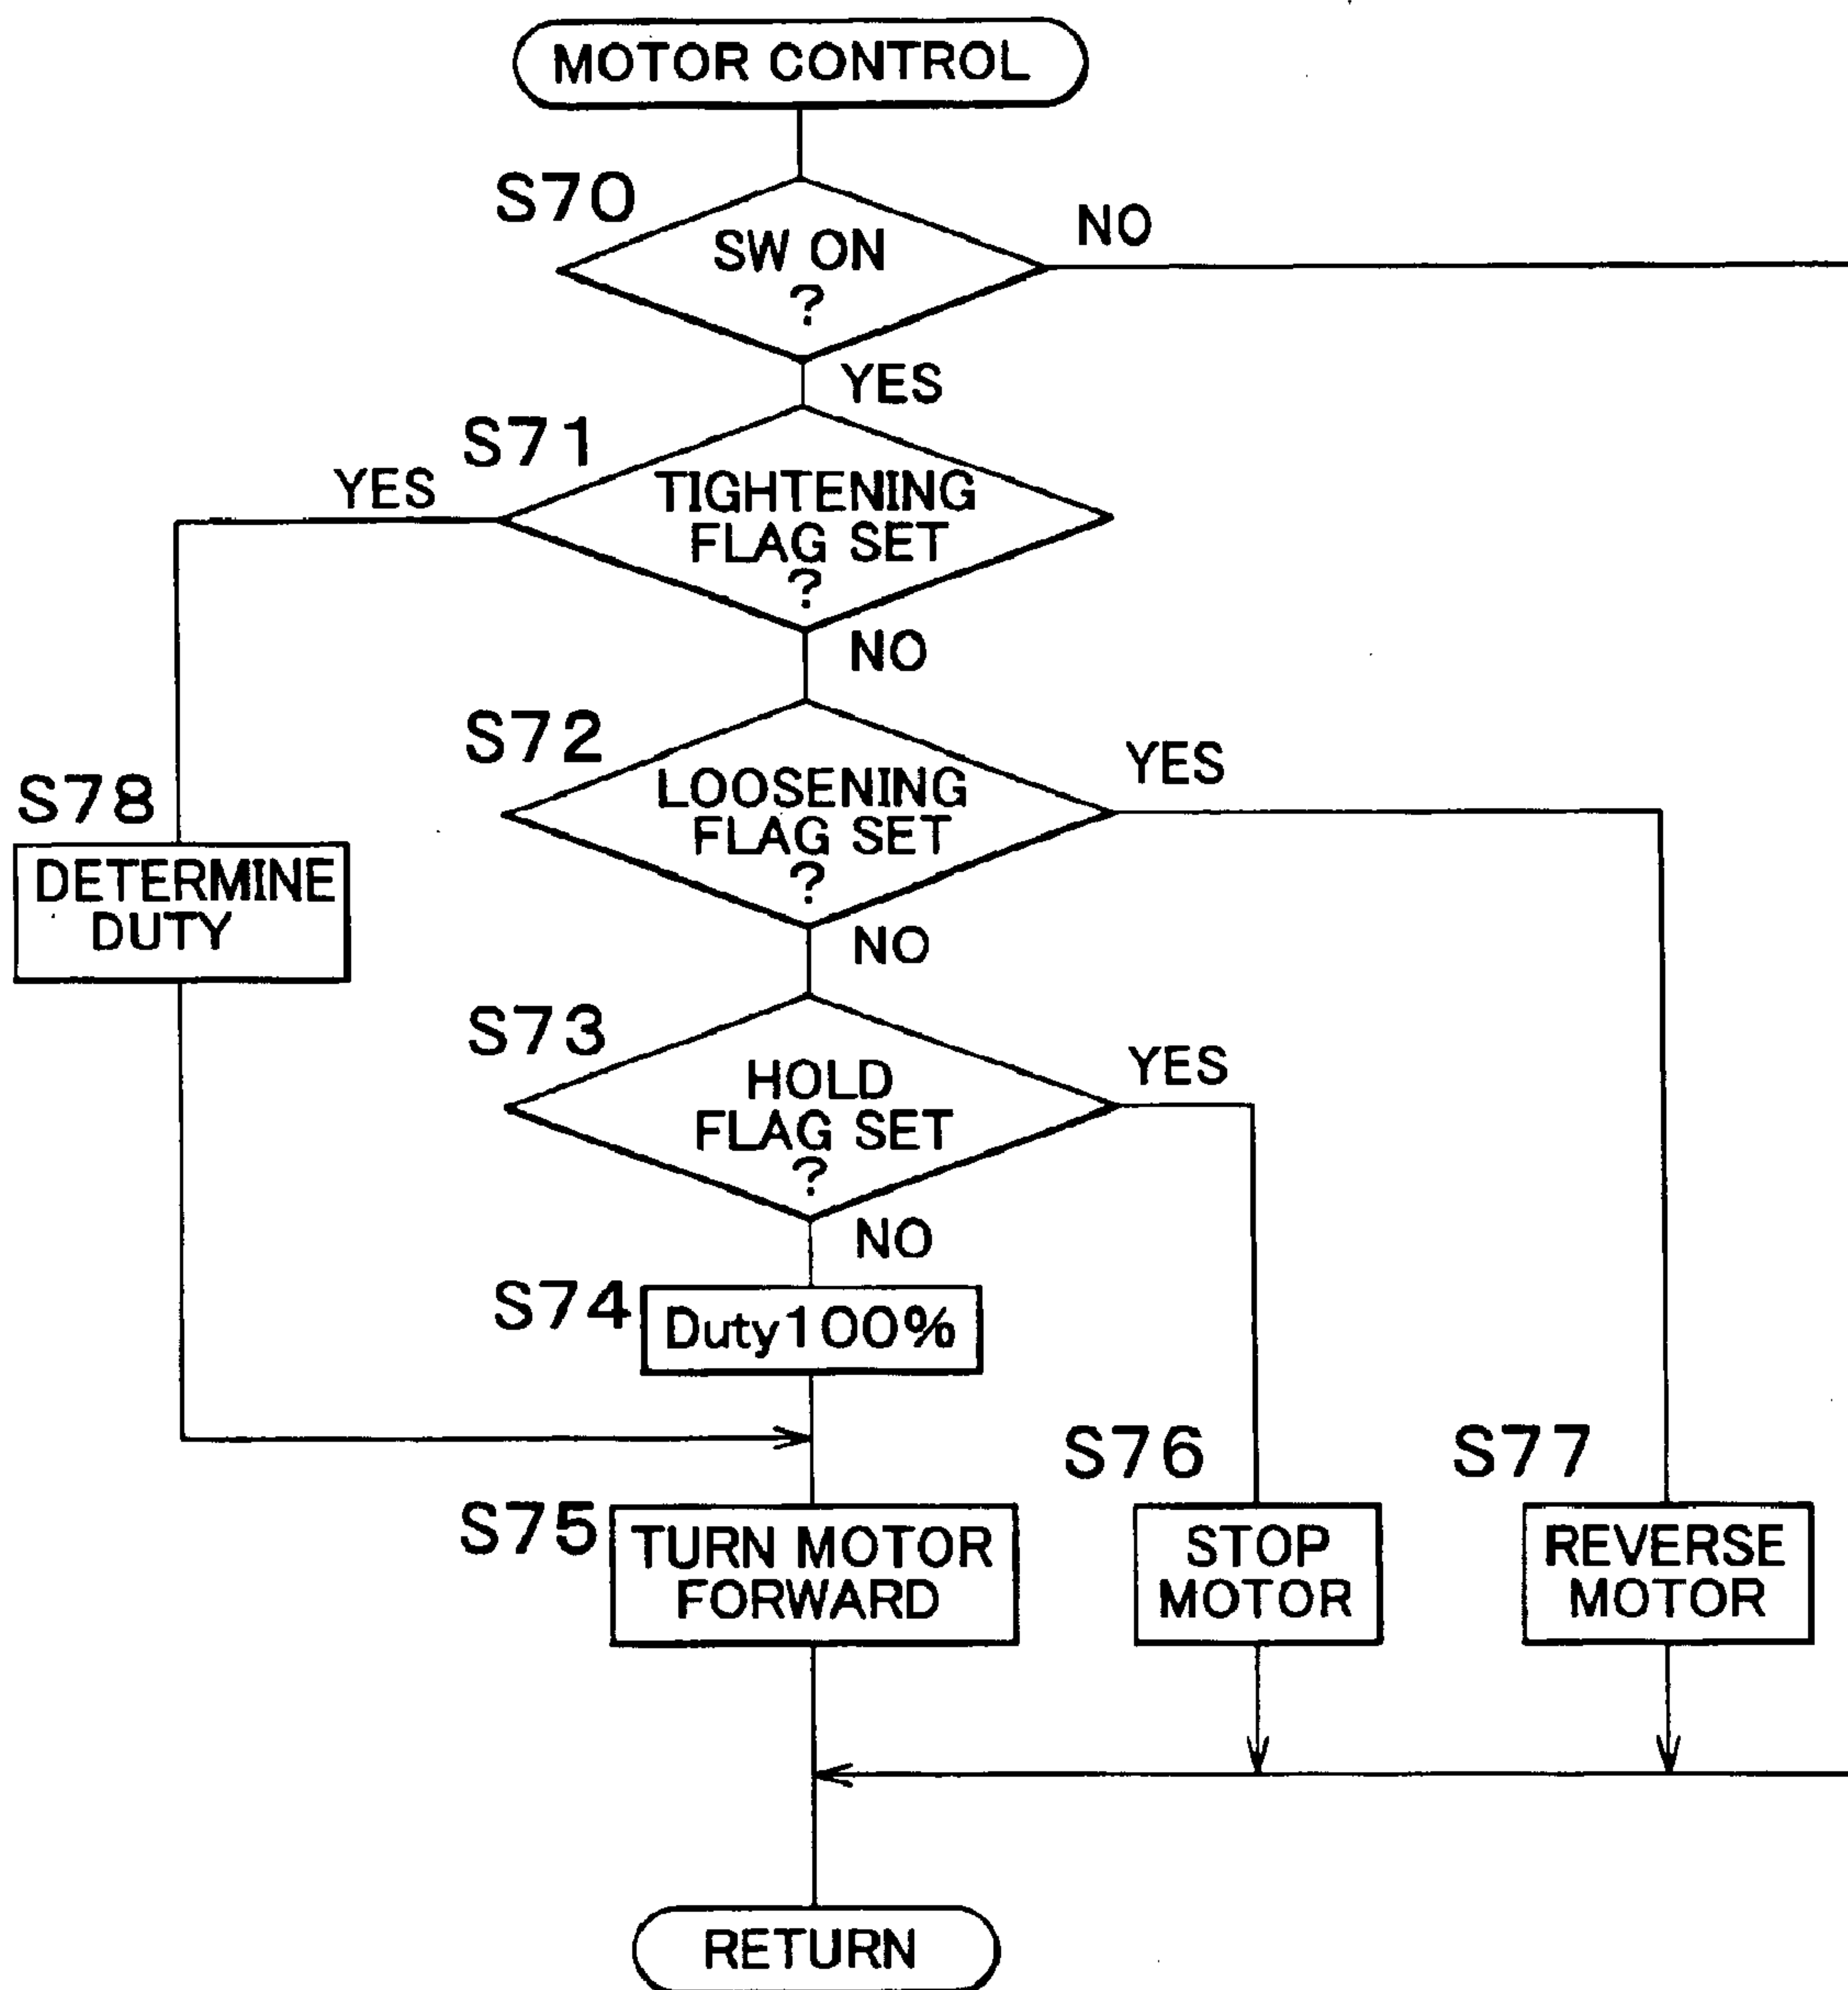 MOTOR CONTROL
S70
SW ON
?
NO
YES
S71
YES
TIGHTENING
FLAG SET
?
NO
S72
LOOSENING
FLAG SET
?
YES
NO
S78
DETERMINE
DUTY
S73
HOLD
FLAG SET
?
YES
NO
S74
Duty100%
S75
TURN MOTOR
FORWARD
S76
STOP
MOTOR
S77
REVERSE
MOTOR
RETURN